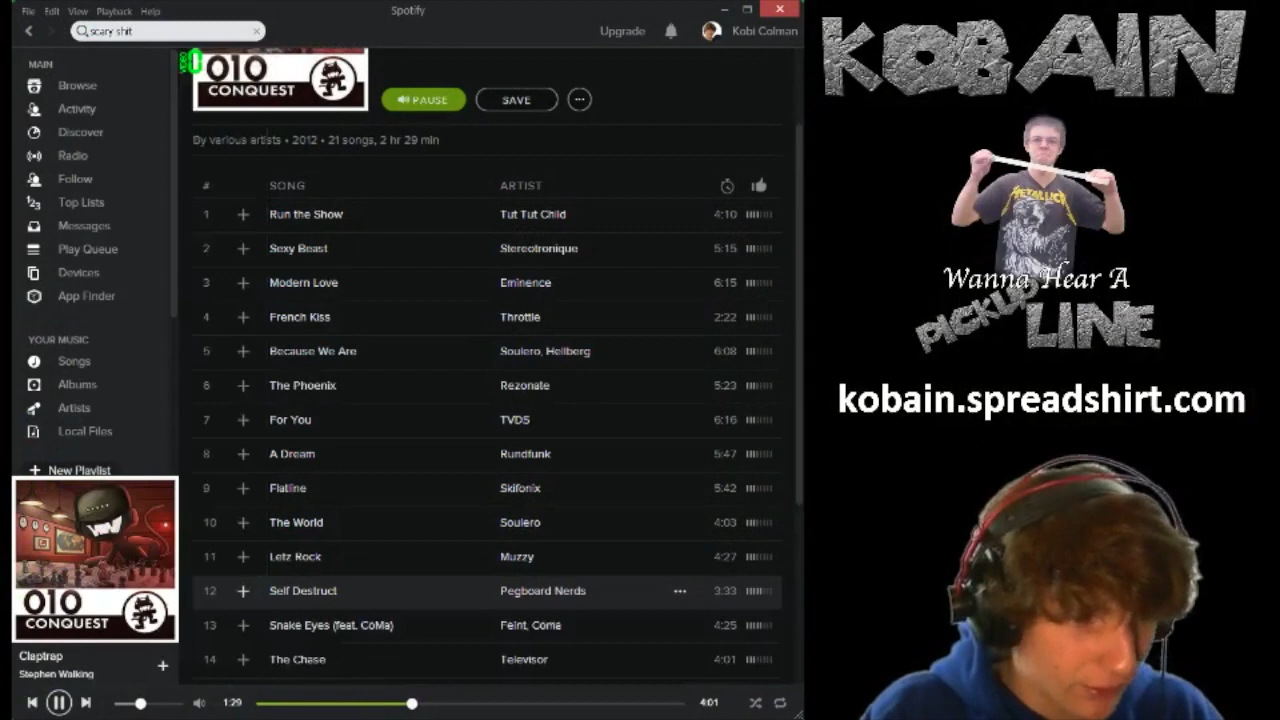 File Edit View Playback Help
Spotify
scary shit
Upgrade
Kobi Colman
MAIN
Browse
Activity
Discover
Radio
Follow
Top Lists
Messages
Play Queue
Devices
App Finder
YOUR MUSIC
Songs
Albums
Artists
Local Files
+ New Playlist
010
CONQUEST
Claptrap
Stephen Walking
VIDEO 0
010
CONQUEST
PAUSE SAVE
By various artists • 2012 • 21 songs, 2 hr 29 min
# SONG ARTIST
1 + Run the Show Tut Tut Child 4:10
2 + Sexy Beast Stereotronique 5:15
3 + Modern Love Eminence 6:15
4 + French Kiss Throttle 2:22
5 + Because We Are Soulero, Hellberg 6:08
6 + The Phoenix Rezonate 5:23
7 + For You TVDS 6:16
8 + A Dream Rundfunk 5:47
9 + Flatline Skifonix 5:42
10 + The World Soulero 4:03
11 + Letz Rock Muzzy 4:27
12 + Self Destruct Pegboard Nerds ••• 3:33
13 + Snake Eyes (feat. CoMa) Feint, Coma 4:25
14 + The Chase Televisor 4:01
1:29 4:01
KOBAIN
METALLICA
Wanna Hear A
PICKUP
LINE
kobain.spreadshirt.com